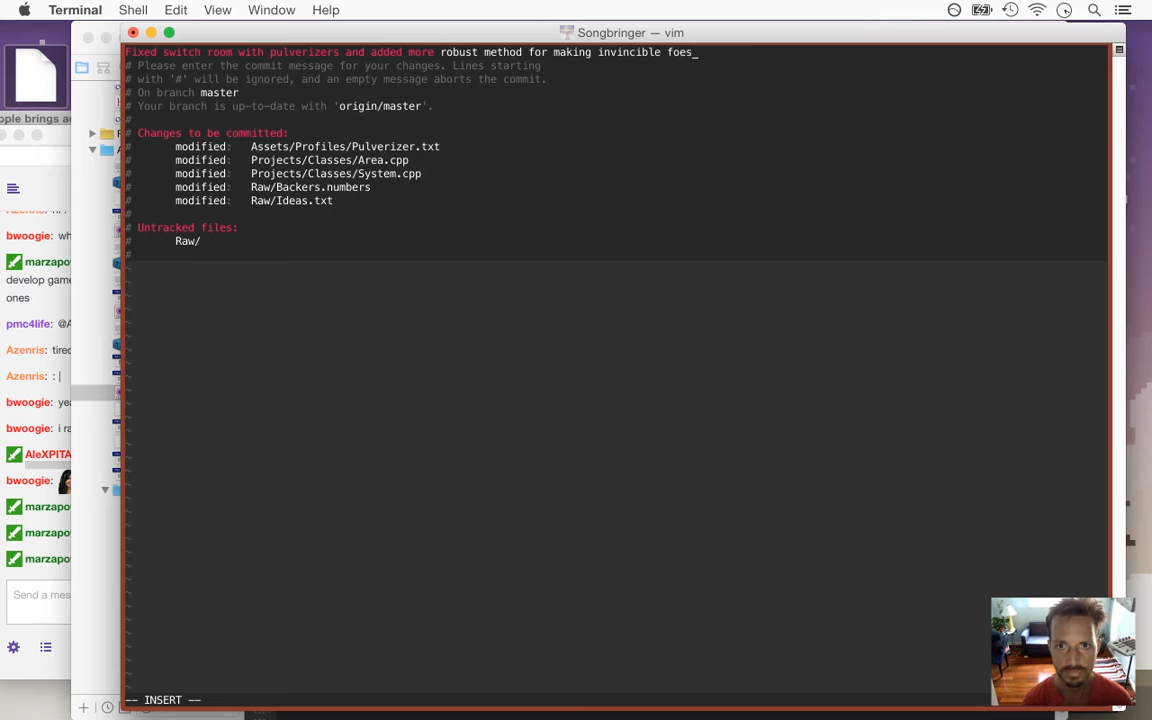 Terminal Shell Edit View Window Help
Songbringer — vim
Fixed switch room with pulverizers and added more robust method for making invincible foes_
# Please enter the commit message for your changes. Lines starting
# with '#' will be ignored, and an empty message aborts the commit.
# On branch master
# Your branch is up-to-date with 'origin/master'.
#
# Changes to be committed:
# modified: Assets/Profiles/Pulverizer.txt
# modified: Projects/Classes/Area.cpp
# modified: Projects/Classes/System.cpp
# modified: Raw/Backers.numbers
# modified: Raw/Ideas.txt
#
# Untracked files:
# Raw/
#
-- INSERT --
pple brings a
bwoogie: wh
marzapo
develop game
ones
pmc4life: @A
Azenris: tired
Azenris: : |
bwoogie: yea
bwoogie: i ra
AleXPITA
bwoogie:
marzapo
marzapo
marzapo
Send a mes